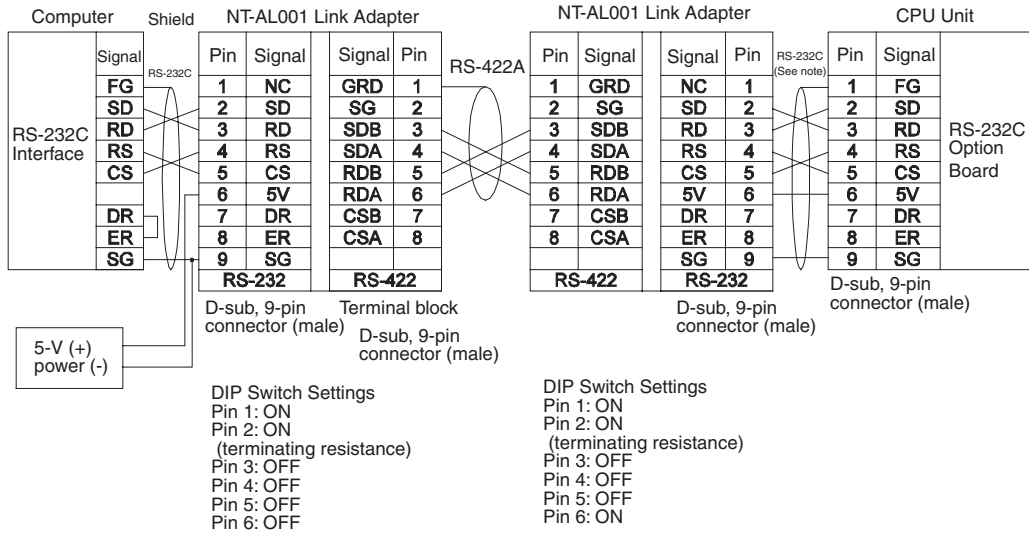 Computer
Shield
NT-AL001 Link Adapter
NT-AL001 Link Adapter
CPU Unit
Signal
RS-232C
Pin Signal
Signal Pin
RS-422A
Pin Signal
Signal Pin
RS-232C
(See note)
Pin Signal
FG
1 NC
GRD 1
1 GRD
NC 1
1 FG
SD
2 SD
SG 2
2 SG
SD 2
2 SD
RD
3 RD
SDB 3
3 SDB
RD 3
3 RD
RS
4 RS
SDA 4
4 SDA
RS 4
4 RS
CS
5 CS
RDB 5
5 RDB
CS 5
5 CS
6 5V
RDA 6
6 RDA
5V 6
6 5V
DR
7 DR
CSB 7
7 CSB
DR 7
7 DR
ER
8 ER
CSA 8
8 CSA
ER 8
8 ER
SG
9 SG
SG 9
9 SG
RS-232C
Interface
RS-232C
Option
Board
RS-232
RS-422
RS-422
RS-232
D-sub, 9-pin
connector (male)
Terminal block
D-sub, 9-pin
connector (male)
D-sub, 9-pin
connector (male)
D-sub, 9-pin
connector (male)
5-V (+)
power (-)
DIP Switch Settings
Pin 1: ON
Pin 2: ON
(terminating resistance)
Pin 3: OFF
Pin 4: OFF
Pin 5: OFF
Pin 6: OFF
DIP Switch Settings
Pin 1: ON
Pin 2: ON
(terminating resistance)
Pin 3: OFF
Pin 4: OFF
Pin 5: OFF
Pin 6: ON